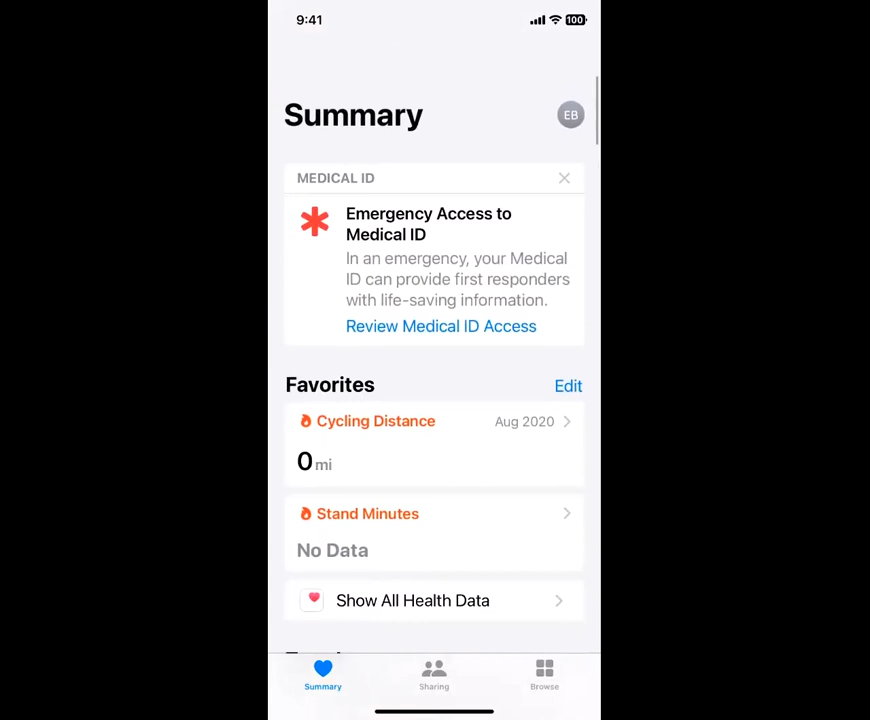 9:41
100
Summary
EB
MEDICAL ID
Emergency Access to
Medical ID
In an emergency, your Medical
ID can provide first responders
with life-saving information.
Review Medical ID Access
Favorites
Edit
Cycling Distance
Aug 2020
0 mi
Stand Minutes
No Data
Show All Health Data
Summary
Sharing
Browse